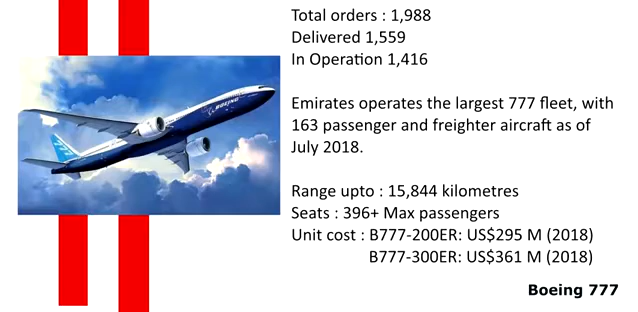 Total orders : 1,988
Delivered 1,559
In Operation 1,416
Emirates operates the largest 777 fleet, with
163 passenger and freighter aircraft as of
July 2018.
Range upto : 15,844 kilometres
Seats : 396+ Max passengers
Unit cost : B777-200ER: US$295 M (2018)
B777-300ER: US$361 M (2018)
Boeing 777
BOEING